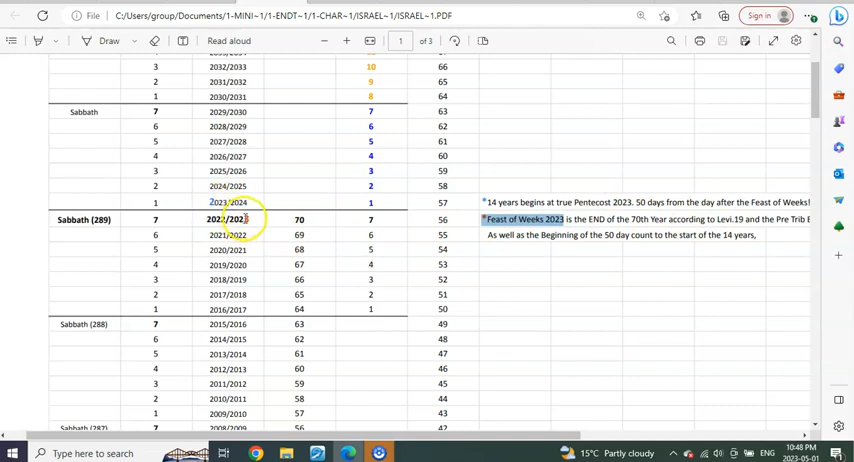 File C:/Users/group/Documents/1-MINI~1/1-ENDT~1/1-CHAR~1/ISRAEL~1/ISRAEL~1.PDF Sign in
Draw Read aloud 1 of 3
3 2032/2033 10 66
2 2031/2032 9 65
1 2030/2031 8 64
Sabbath 7 2029/2030 7 63
6 2028/2029 6 62
5 2027/2028 5 61
4 2026/2027 4 60
3 2025/2026 3 59
2 2024/2025 2 58
1 2023/2024 1 57 *14 years begins at true Pentecost 2023. 50 days from the day after the Feast of Weeks!
Sabbath (289) 7 2022/2023 70 7 56 *Feast of Weeks 2023 is the END of the 70th Year according to Levi.19 and the Pre Trib
6 2021/2022 69 6 55 As well as the Beginning of the 50 day count to the start of the 14 years,
5 2020/2021 68 5 54
4 2019/2020 67 4 53
3 2018/2019 66 3 52
2 2017/2018 65 2 51
1 2016/2017 64 1 50
Sabbath (288) 7 2015/2016 63 49
6 2014/2015 62 48
5 2013/2014 61 47
4 2012/2013 60 46
3 2011/2012 59 45
2 2010/2011 58 44
1 2009/2010 57 43
Sabbath (287) 7 2008/2009 56 42
Type here to search 15°C Partly cloudy ENG 10:48 PM
2023-05-01